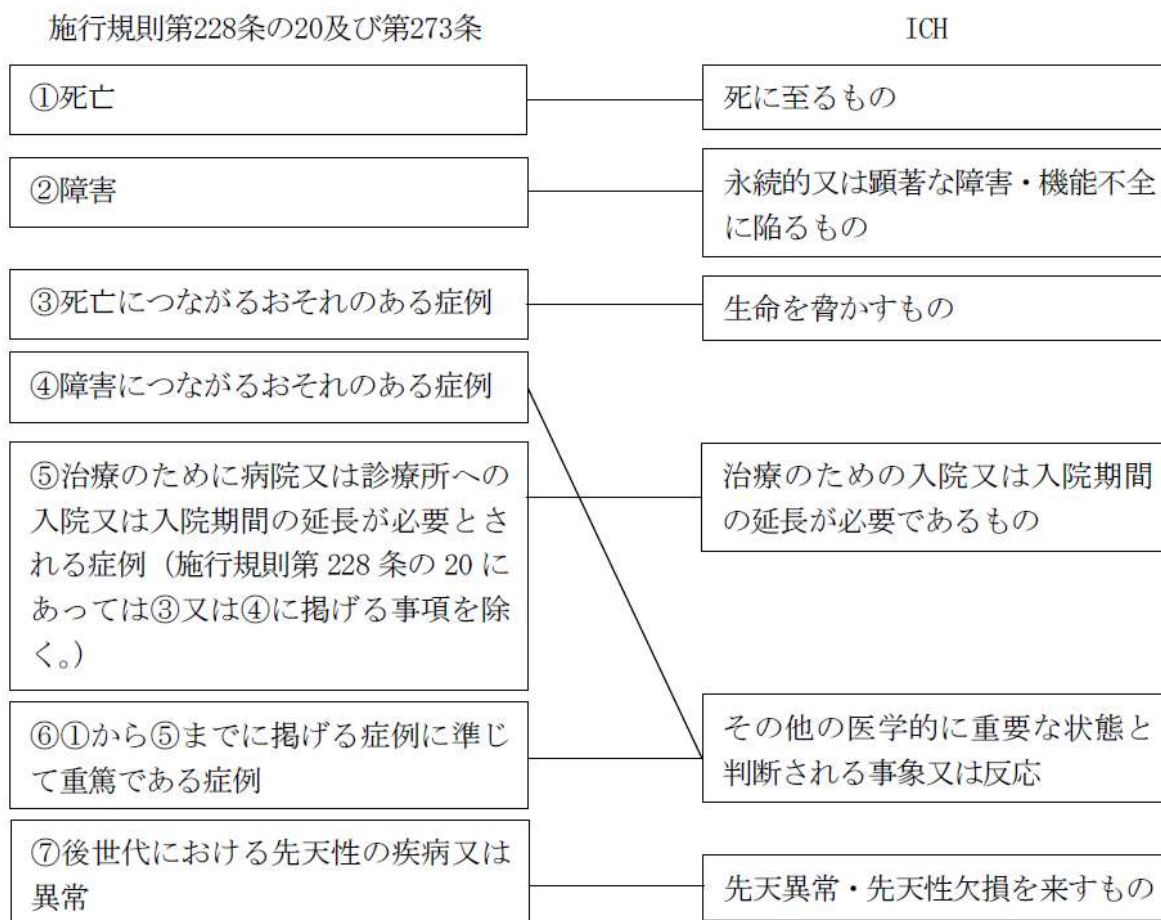 施行規則第228条の20及び第273条
ICH
①死亡
死に至るもの
②障害
永続的又は顕著な障害・機能不全
に陥るもの
③死亡につながるおそれのある症例
生命を脅かすもの
④障害につながるおそれのある症例
⑤治療のために病院又は診療所への
入院又は入院期間の延長が必要とさ
れる症例（施行規則第 228 条の 20 に
あっては③又は④に掲げる事項を除
く。）
治療のための入院又は入院期間
の延長が必要であるもの
⑥①から⑤までに掲げる症例に準じ
て重篤である症例
その他の医学的に重要な状態と
判断される事象又は反応
⑦後世代における先天性の疾病又は
異常
先天異常・先天性欠損を来すもの